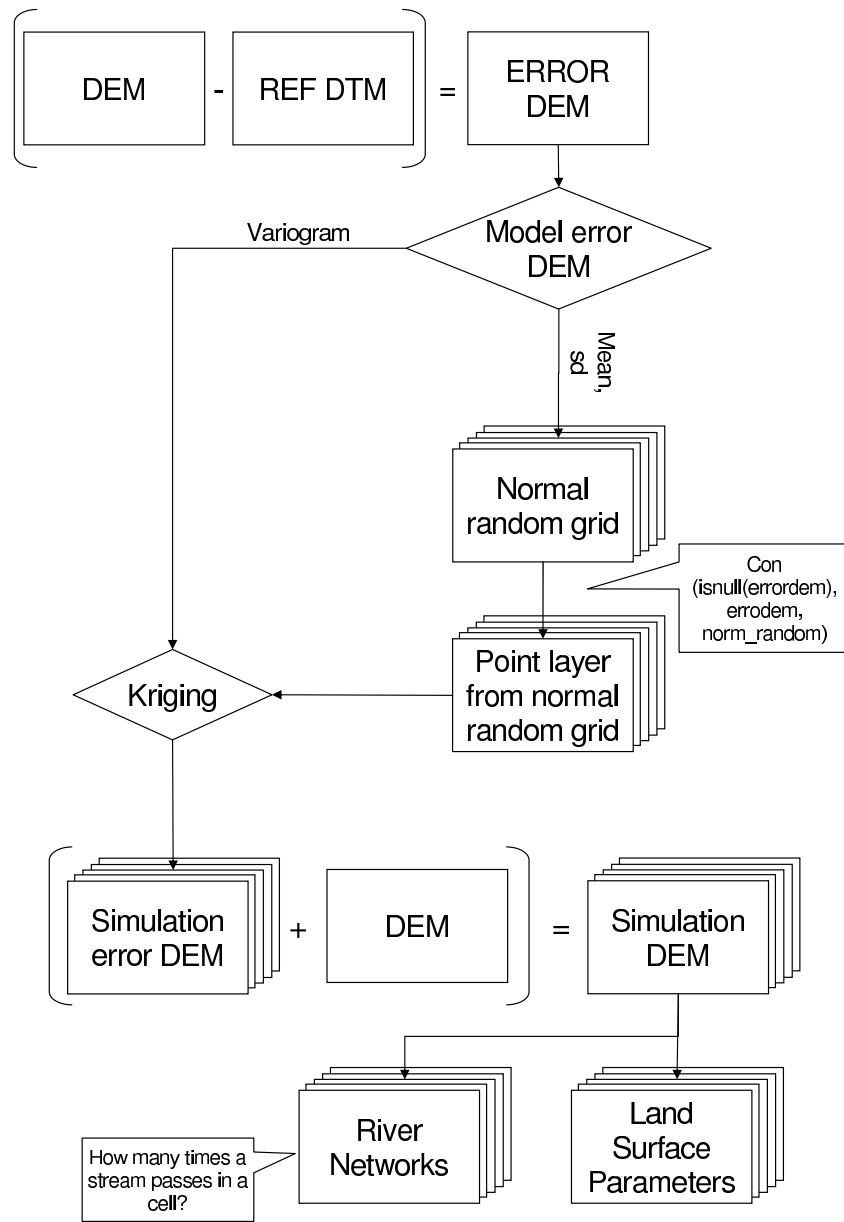 DEM - REF DTM = ERROR
DEM
Model error
DEM
Variogram
Mean,
sd
Normal
random grid
Con
(isnull(errordem),
errodem,
norm_random)
Point layer
from normal
random grid
Kriging
Simulation
error DEM
+
DEM
=
Simulation
DEM
River
Networks
Land
Surface
Parameters
How many times a
stream passes in a
cell?